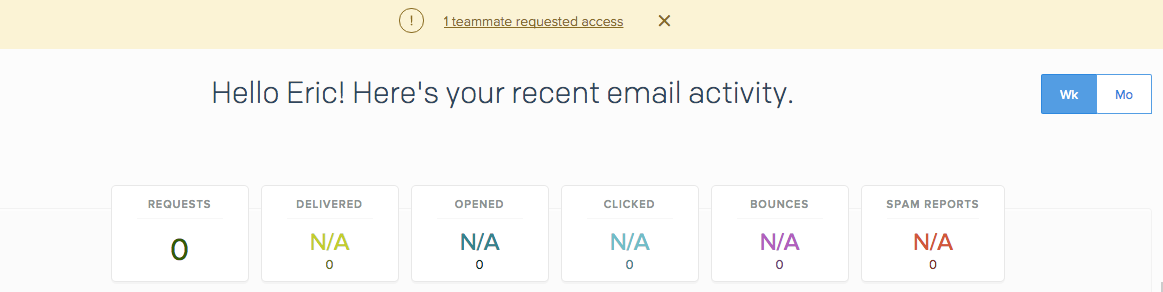 ! 1 teammate requested access ✕
Hello Eric! Here's your recent email activity.
Wk Mo
REQUESTS DELIVERED OPENED CLICKED BOUNCES SPAM REPORTS
0 N/A N/A N/A N/A N/A
0 0 0 0 0